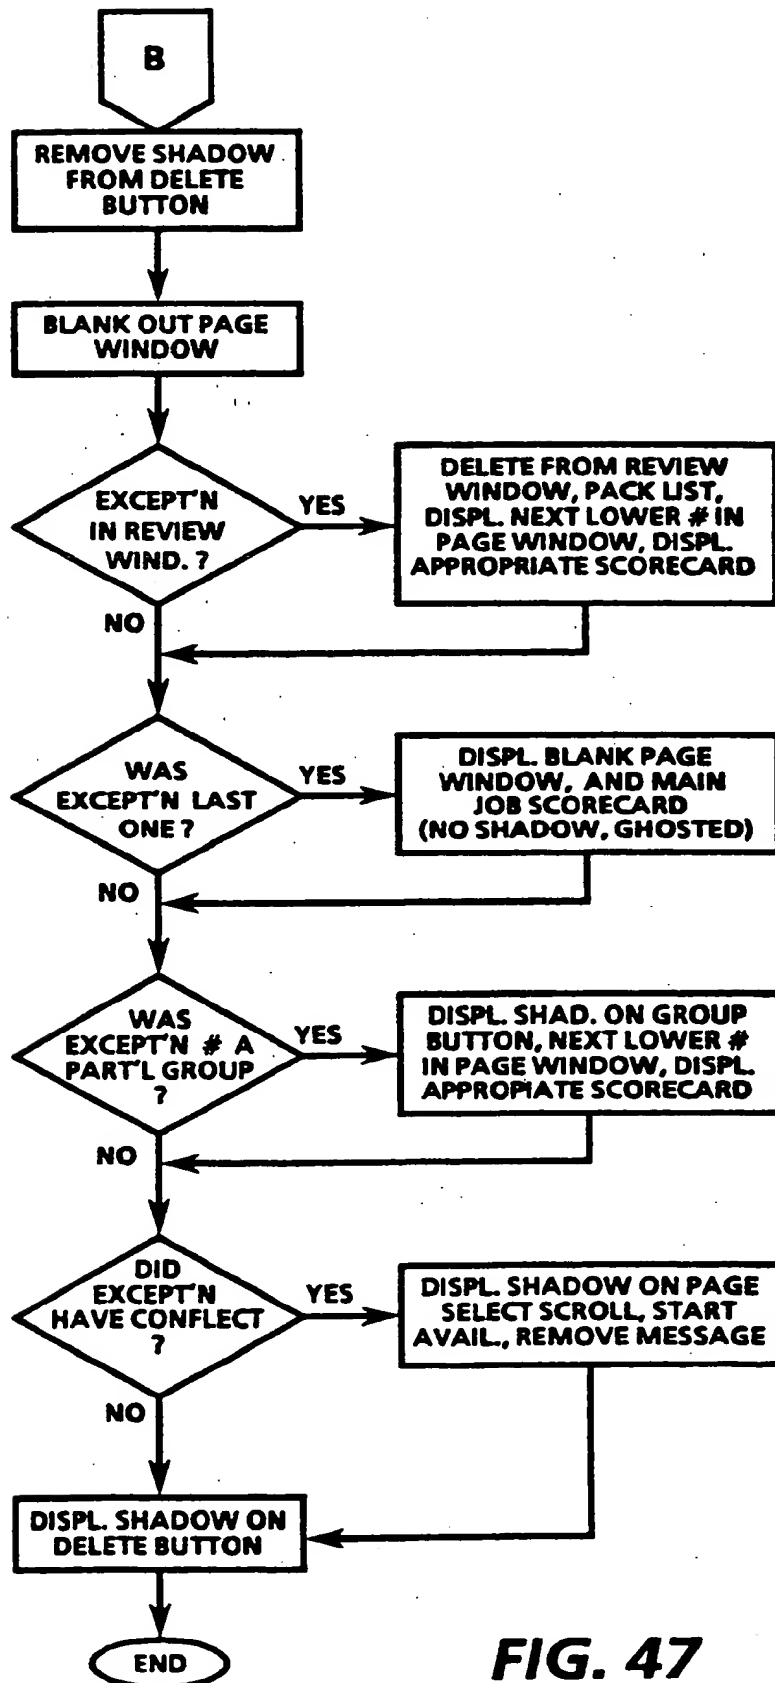 B
REMOVE SHADOW
FROM DELETE
BUTTON
BLANK OUT PAGE
WINDOW
EXCEPT'N
IN REVIEW
WIND. ?
YES
DELETE FROM REVIEW
WINDOW, PACK LIST,
DISPL. NEXT LOWER # IN
PAGE WINDOW, DISPL.
APPROPRIATE SCORECARD
NO
WAS
EXCEPT'N LAST
ONE?
YES
DISPL. BLANK PAGE
WINDOW, AND MAIN
JOB SCORECARD
(NO SHADOW, GHOSTED)
NO
WAS
EXCEPT'N # A
PART'L GROUP
?
YES
DISPL. SHAD. ON GROUP
BUTTON, NEXT LOWER #
IN PAGE WINDOW, DISPL.
APPROPIATE SCORECARD
NO
DID
EXCEPT'N
HAVE CONFLECT
?
YES
DISPL. SHADOW ON PAGE
SELECT SCROLL, START
AVAIL., REMOVE MESSAGE
NO
DISPL. SHADOW ON
DELETE BUTTON
END
FIG. 47